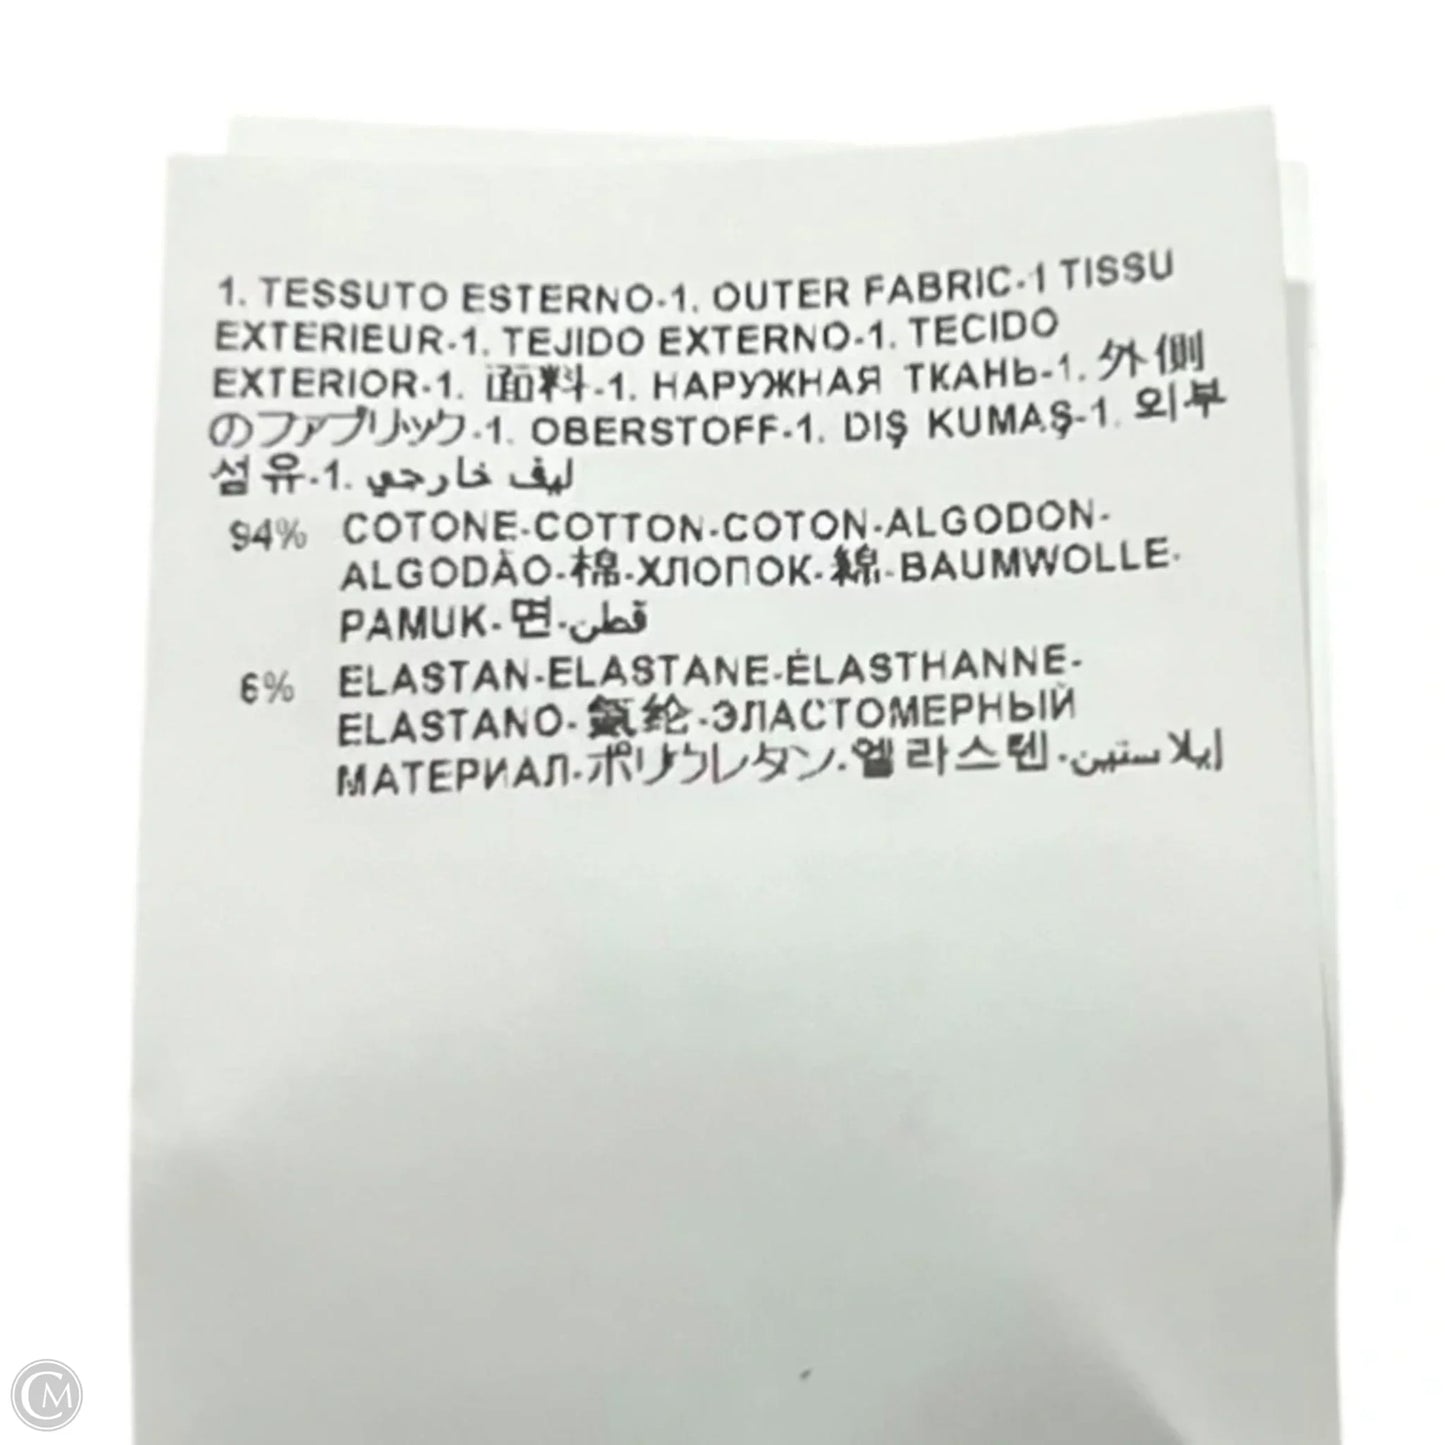 1. TESSUTO ESTERNO-1. OUTER FABRIC-1 TISSU
EXTERIEUR-1. TEJIDO EXTERNO-1. TECIDO
EXTERIOR-1. 面料-1. НАРУЖНАЯ ТКАНЬ-1. 外側
のファブリック-1. OBERSTOFF-1. DIŞ KUMAŞ-1. 외부
섬유-1. ليف خارجي
94% COTONE-COTTON-COTON-ALGODON-
ALGODÃO-棉-ХЛОПОК-綿-BAUMWOLLE-
PAMUK-면-قطن
6% ELASTAN-ELASTANE-ÉLASTHANNE-
ELASTANO-氨纶-ЭЛАСТОМЕРНЫЙ
МАТЕРИАЛ-ポリウレタン-엘라스텐-إيلاستين
CM